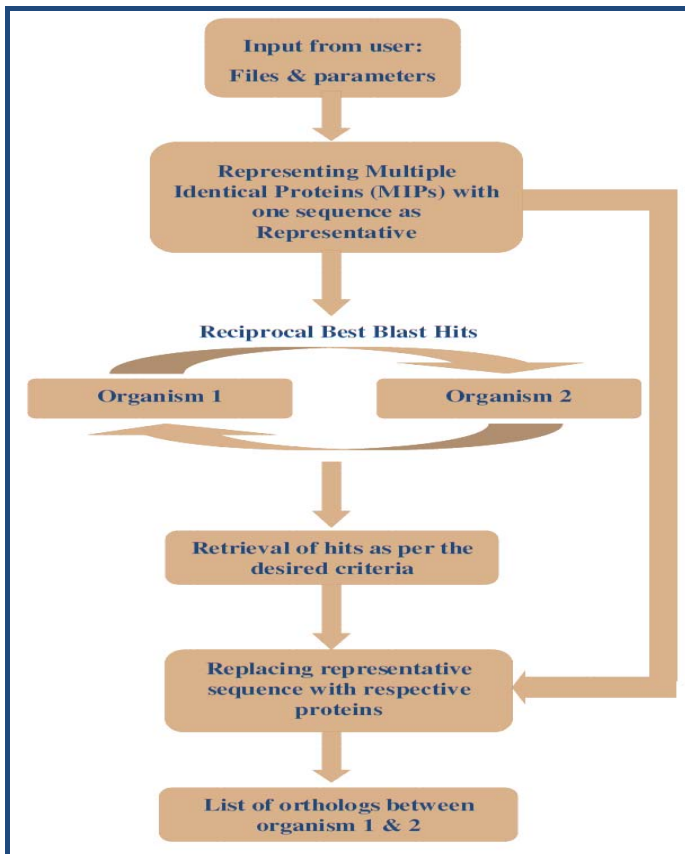 Input from user:
Files & parameters
Representing Multiple
Identical Proteins (MIPs) with
one sequence as
Representative
Reciprocal Best Blast Hits
Organism 1
Organism 2
Retrieval of hits as per the
desired criteria
Replacing representative
sequence with respective
proteins
List of orthologs between
organism 1 & 2